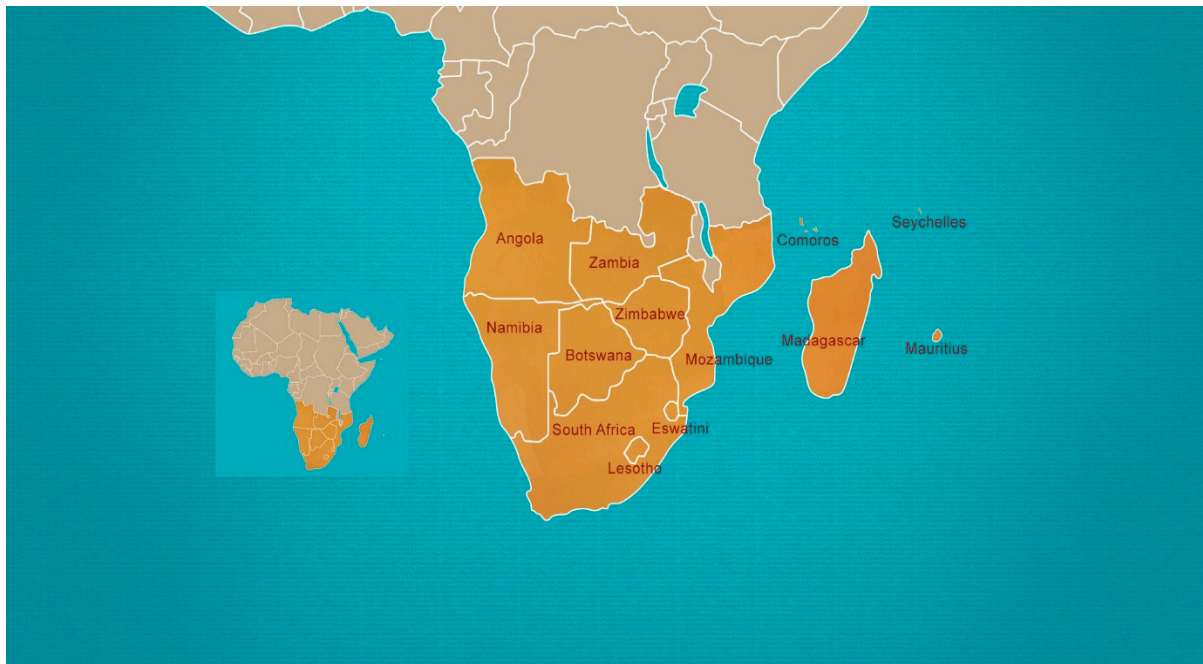 Seychelles
Angola
Comoros
Zambia
Zimbabwe
Namibia
Madagascar
Mauritius
Botswana
Mozambique
South Africa
Eswatini
Lesotho